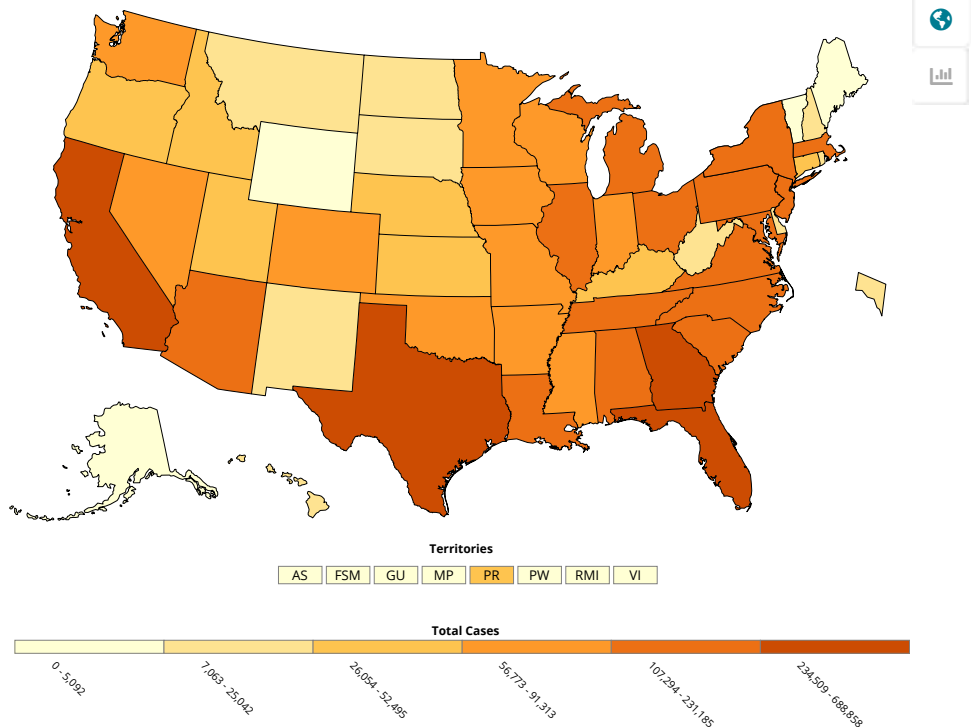 Territories
AS FSM GU MP PR PW RMI VI
Total Cases
0 - 5,092
7,063 - 25,042
26,054 - 52,495
56,773 - 91,313
107,294 - 231,185
234,509 - 688,858